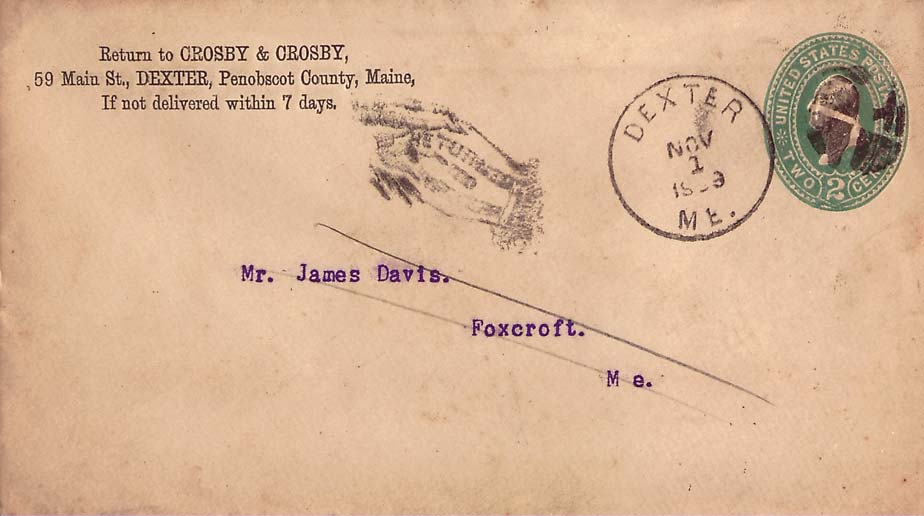 Return to CROSBY & CROSBY,
59 Main St., DEXTER, Penobscot County, Maine,
If not delivered within 7 days.
RETURN
DEXTER
NOV
1
ME.
UNITED STATES POSTAGE
TWO 2 CENTS
Mr. James Davis.
Foxcroft.
M e.